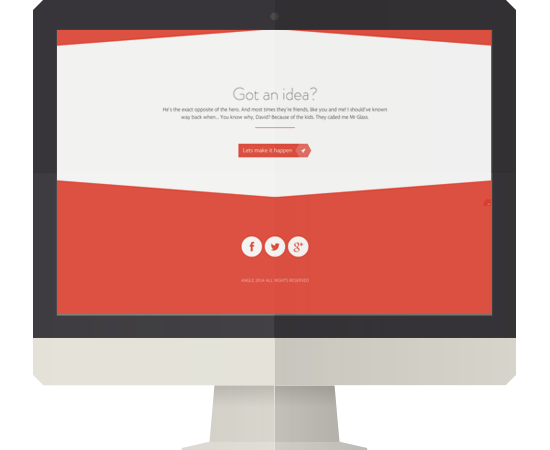 Got an idea?
He's the exact opposite of the hero. And most times they're friends, like you and me! I should've known
way back when... You know why, David? Because of the kids. They called me Mr Glass.
Lets make it happen
ANGLE 2014 ALL RIGHTS RESERVED